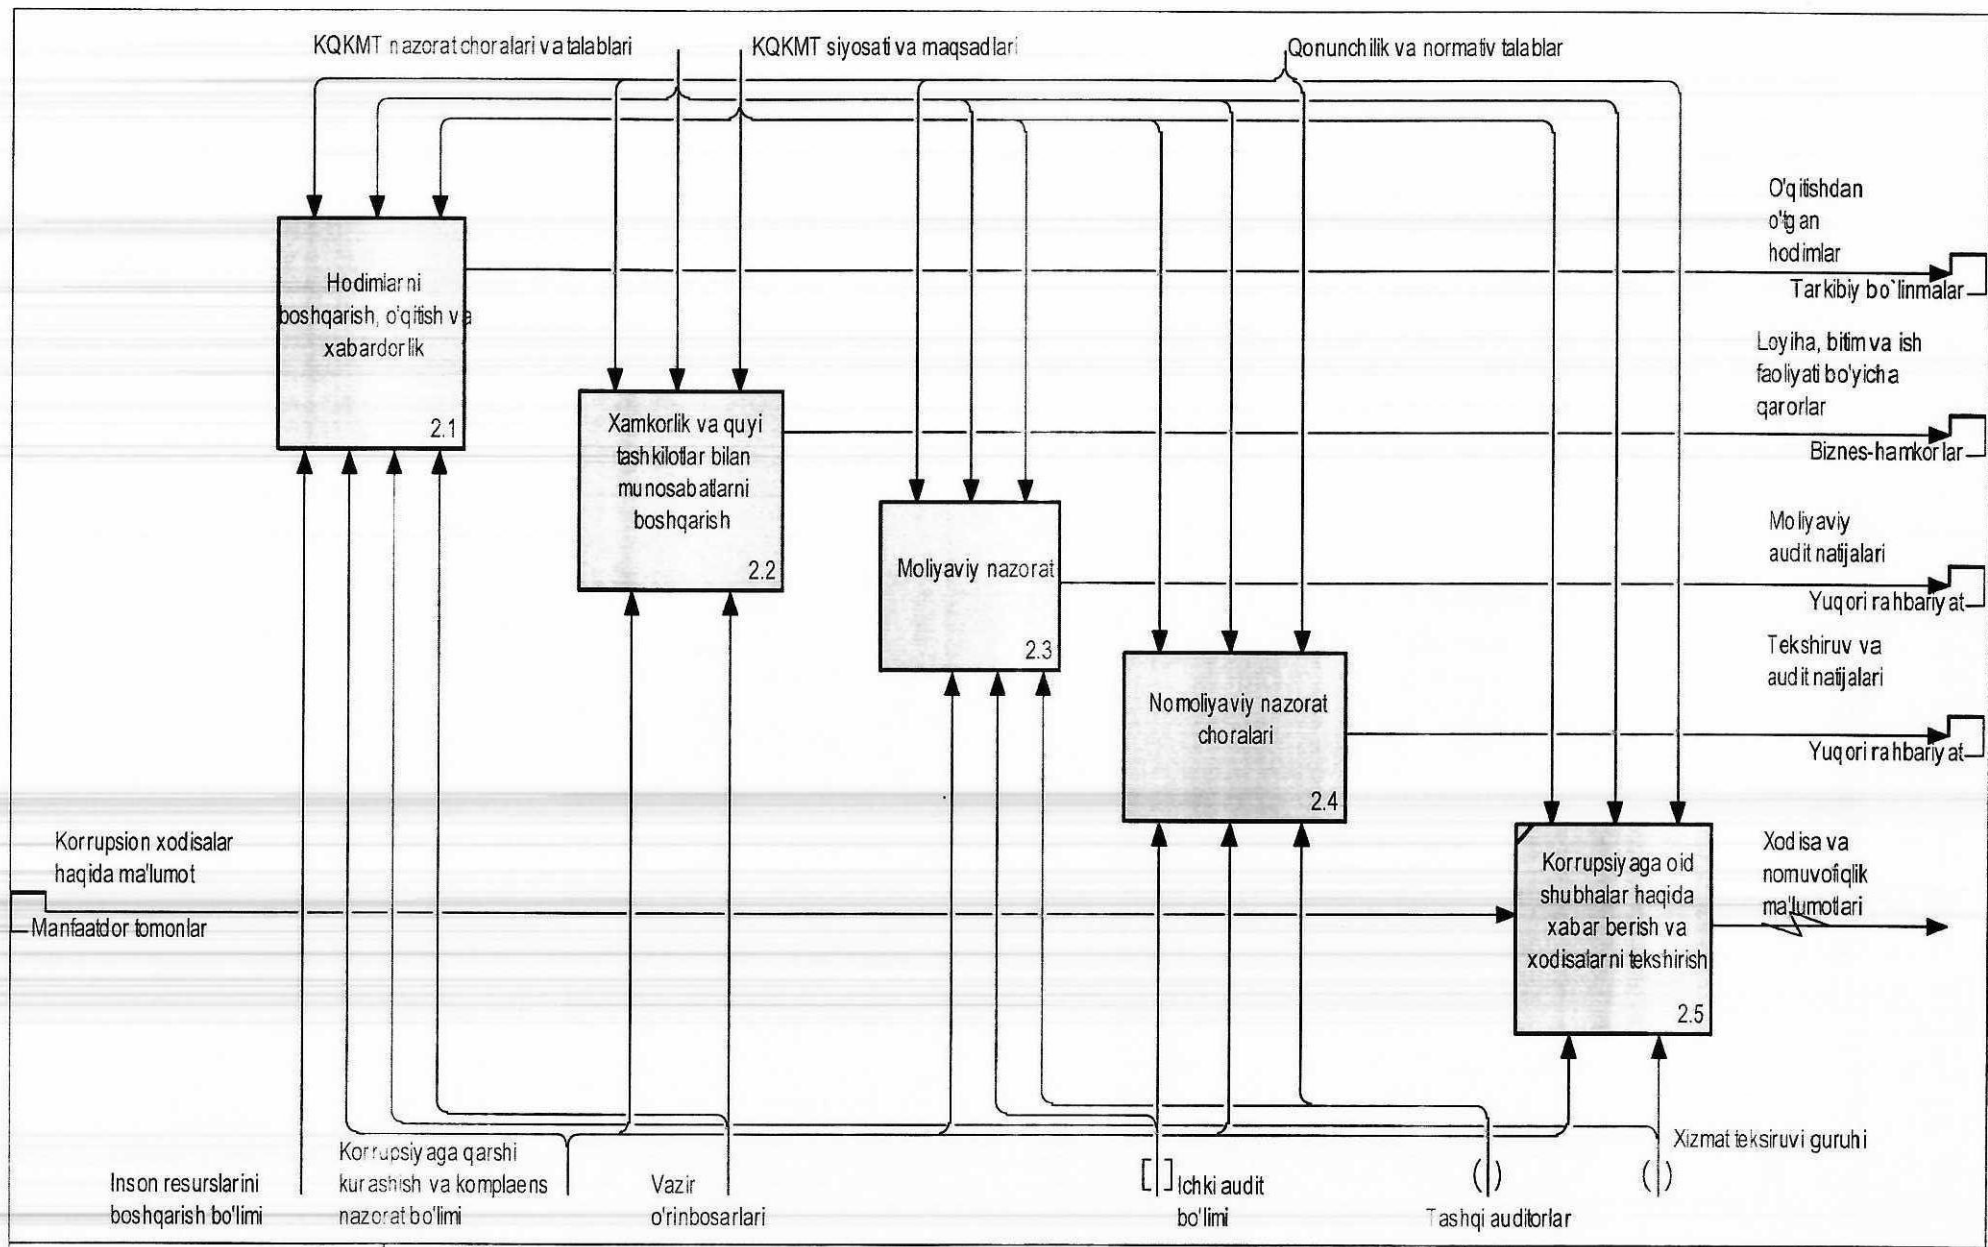 KQKMT nazorat choralari va talablari
KQKMT siyosati va maqsadlari
Qonunchilik va normativ talablar
O'qitishdan
o'tgan
hodimlar
Tarkibiy bo`linmalar
Hodimlarni
boshqarish, o'qitish va
xabardorlik
2.1
Loyiha, bitim va ish
faoliyati bo'yicha
qarorlar
Biznes-hamkorlar
Xamkorlik va quyi
tashkilotlar bilan
munosabatlarni
boshqarish
2.2
Moliyaviy
audit natijalari
Yuqori rahbariyat
Moliyaviy nazorat
2.3
Tekshiruv va
audit natijalari
Yuqori rahbariyat
Nomoliyaviy nazorat
choralari
2.4
Korrupsion xodisalar
haqida ma'lumot
Manfaatdor tomonlar
Korrupsiyaga oid
shubhalar haqida
xabar berish va
xodisalarni tekshirish
2.5
Xodisa va
nomuvofiqlik
ma'lumotlari
Inson resurslarini
boshqarish bo'limi
Korrupsiyaga qarshi
kurashish va komplaens
nazorat bo'limi
Vazir
o'rinbosarlari
Ichki audit
bo'limi
Tashqi auditorlar
Xizmat teksiruvi guruhi